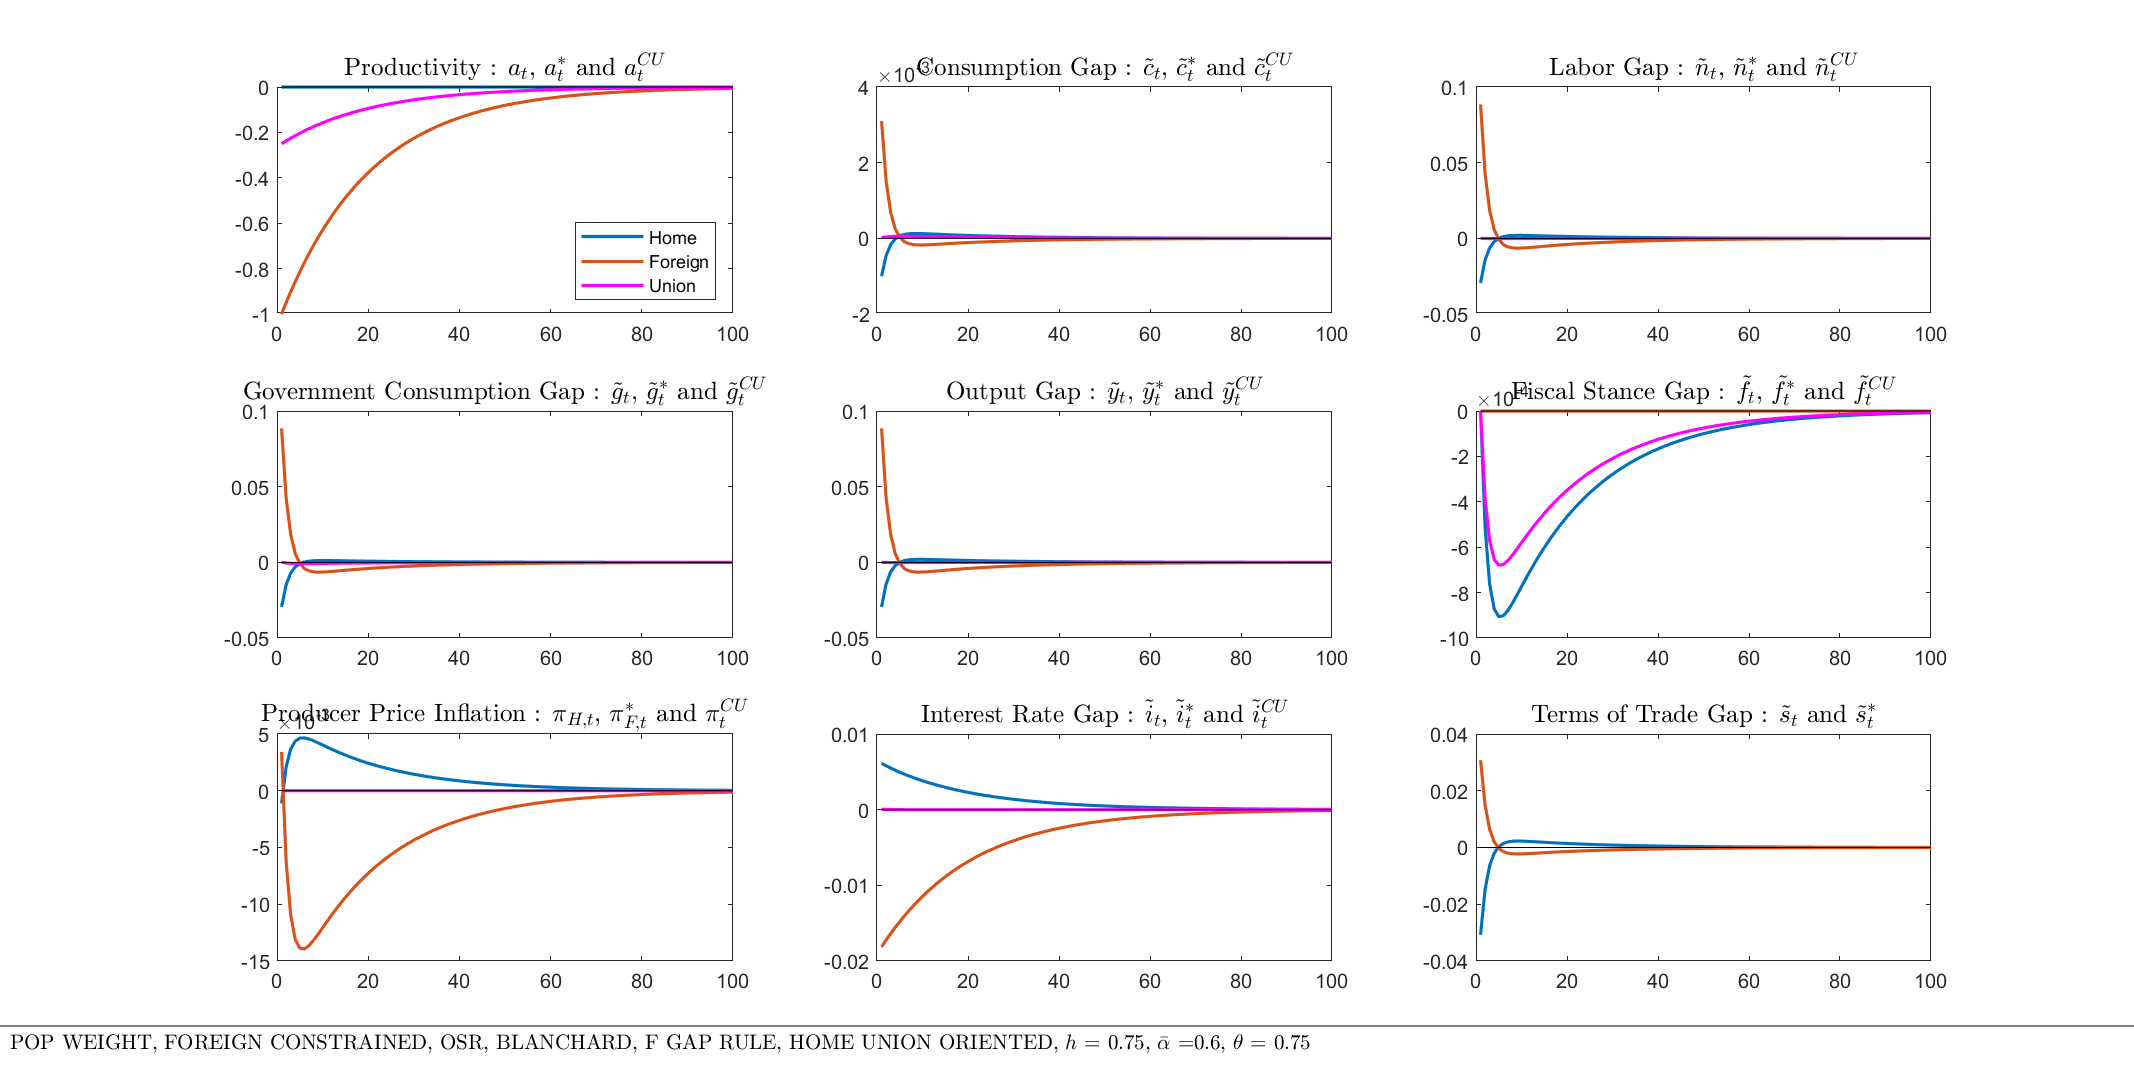 Productivity : a_t, a_t^* and a_t^{CU}
0
-0.2
-0.4
-0.6
-0.8
-1
0 20 40 60 80 100
Home
Foreign
Union
×10^{-3}
Consumption Gap : c̃_t, c̃_t^* and c̃_t^{CU}
4
2
0
-2
0 20 40 60 80 100
Labor Gap : ñ_t, ñ_t^* and ñ_t^{CU}
0.1
0.05
0
-0.05
0 20 40 60 80 100
Government Consumption Gap : g̃_t, g̃_t^* and g̃_t^{CU}
0.1
0.05
0
-0.05
0 20 40 60 80 100
Output Gap : ỹ_t, ỹ_t^* and ỹ_t^{CU}
0.1
0.05
0
-0.05
0 20 40 60 80 100
Fiscal Stance Gap : f̃_t, f̃_t^* and f̃_t^{CU}
×10^{-4}
0
-2
-4
-6
-8
-10
0 20 40 60 80 100
Producer Price Inflation : π_{H,t}, π_{F,t}^* and π_t^{CU}
×10^{-3}
5
0
-5
-10
-15
0 20 40 60 80 100
Interest Rate Gap : ĩ_t, ĩ_t^* and ĩ_t^{CU}
0.01
0
-0.01
-0.02
0 20 40 60 80 100
Terms of Trade Gap : s̃_t and s̃_t^*
0.04
0.02
0
-0.02
-0.04
0 20 40 60 80 100
POP WEIGHT, FOREIGN CONSTRAINED, OSR, BLANCHARD, F GAP RULE, HOME UNION ORIENTED, h = 0.75, ᾱ =0.6, θ = 0.75